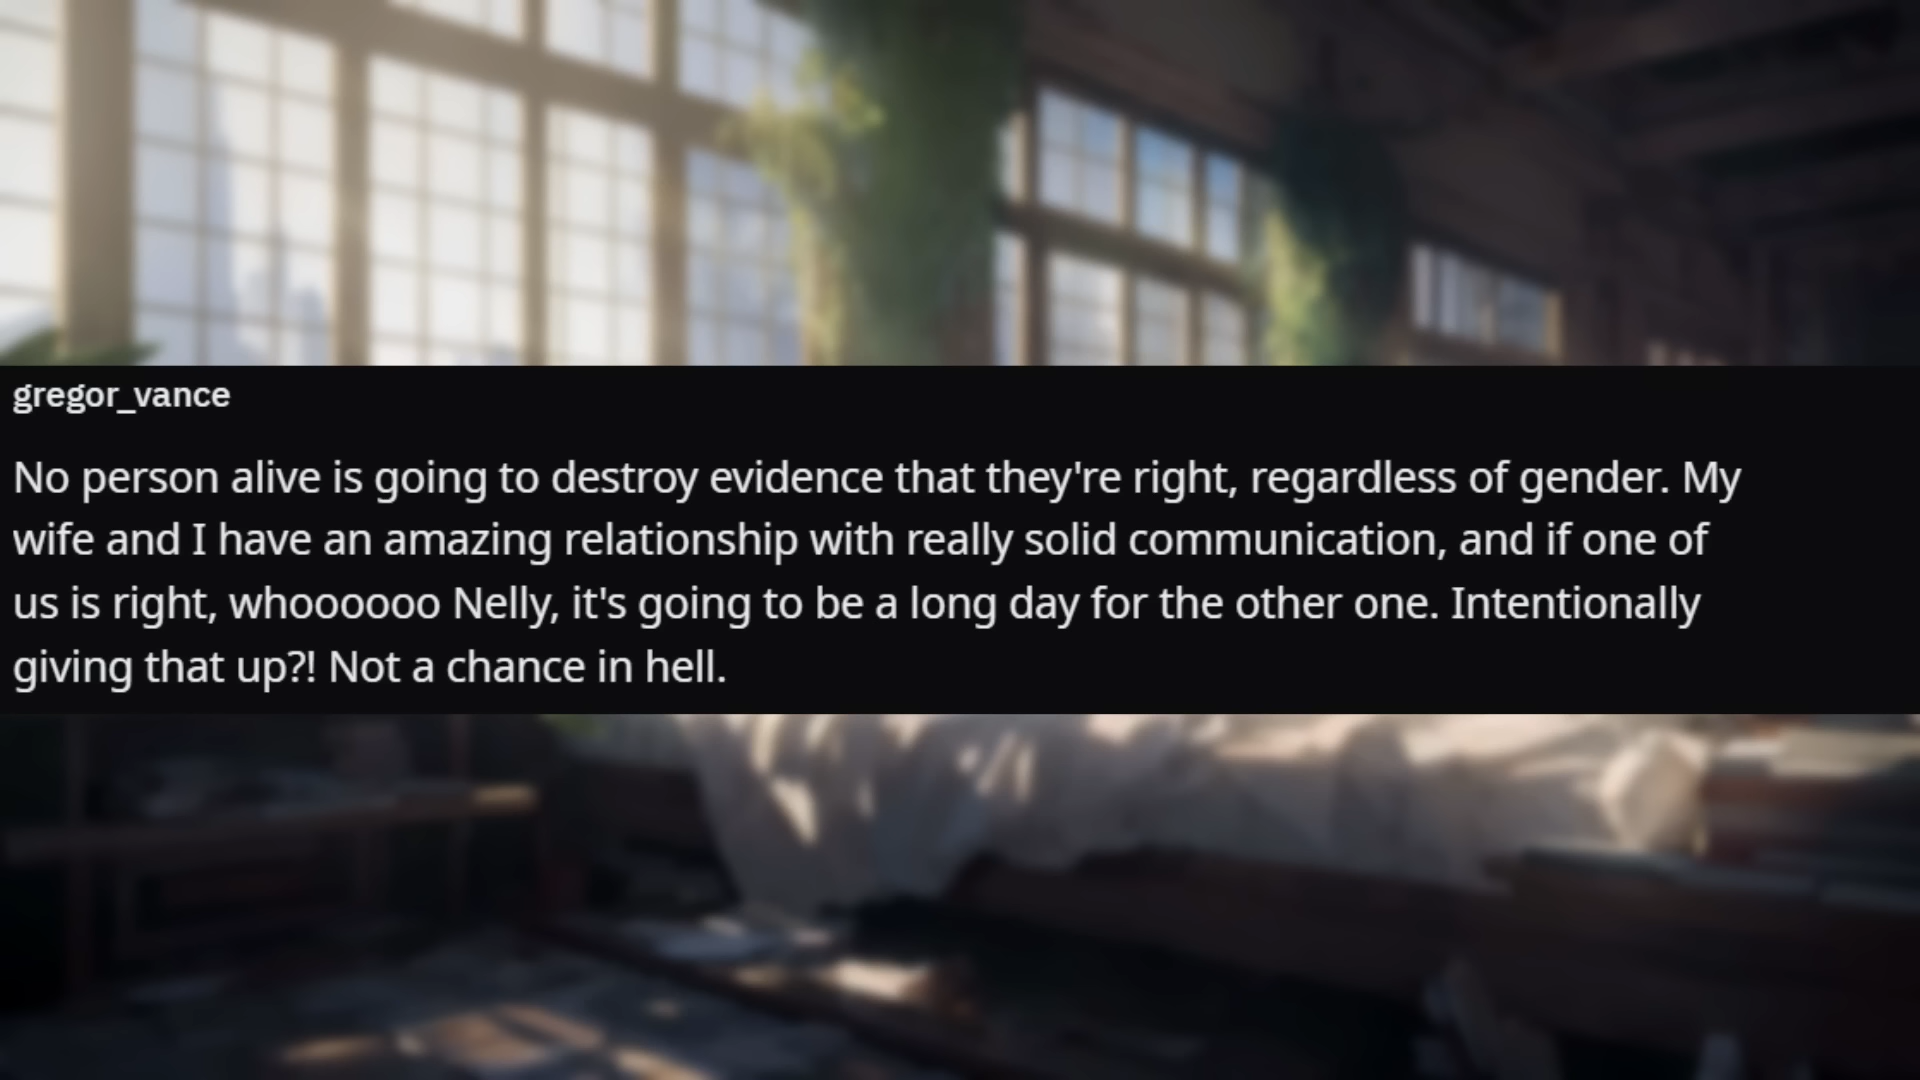 gregor_vance
No person alive is going to destroy evidence that they're right, regardless of gender. My
wife and I have an amazing relationship with really solid communication, and if one of
us is right, whoooooo Nelly, it's going to be a long day for the other one. Intentionally
giving that up?! Not a chance in hell.